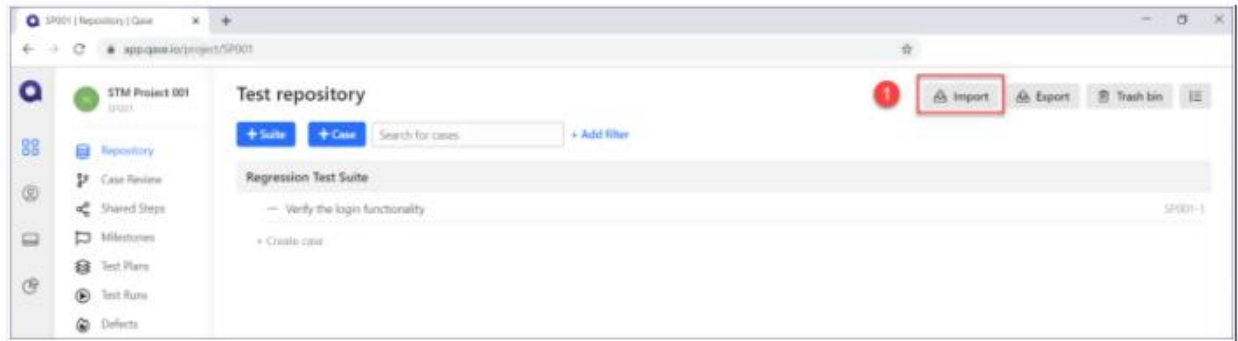 SP001 | Repository | Qase
app.qase.io/project/SP001
STM Project 001
SP001
Test repository
1
Import
Export
Trash bin
+ Suite
+ Case
Search for cases
+ Add filter
Repository
Case Review
Shared Steps
Milestones
Test Plans
Test Runs
Defects
Regression Test Suite
Verify the login functionality
SP001-1
+ Create case